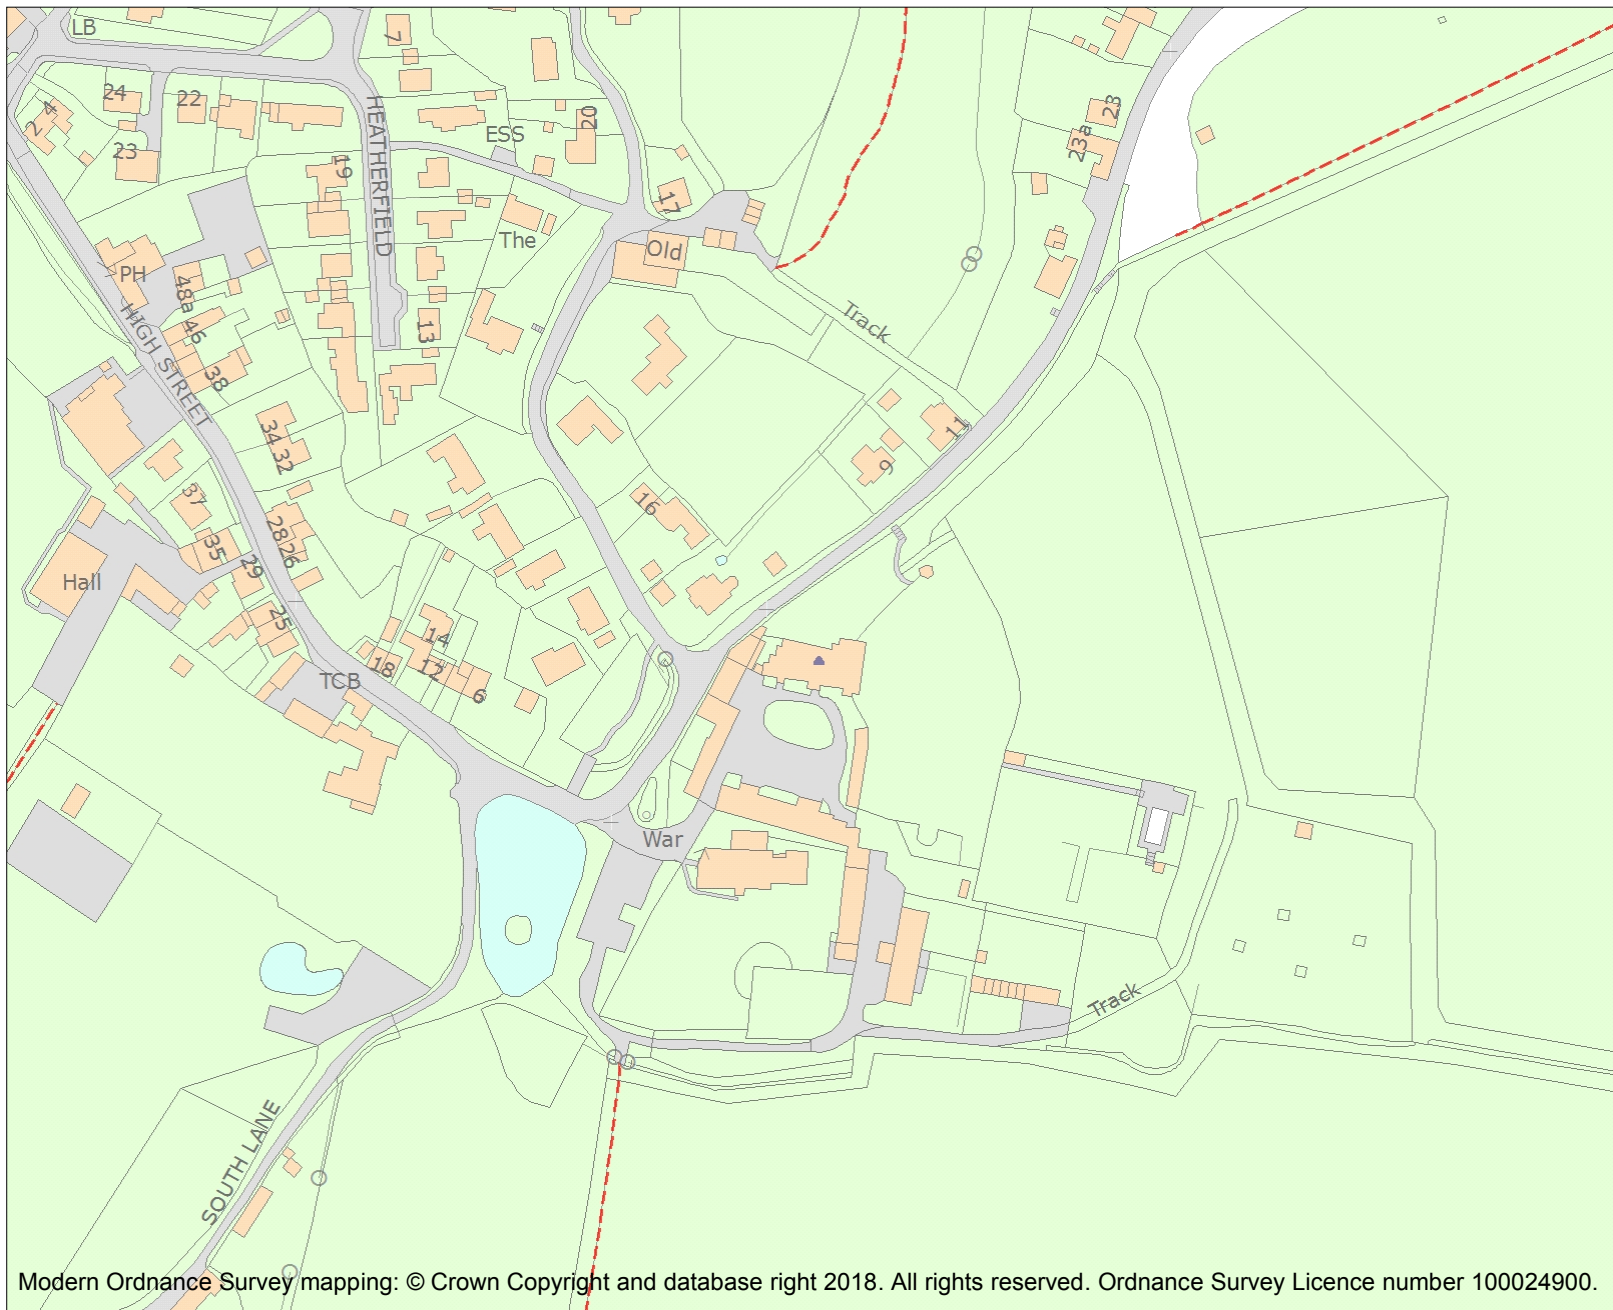 LB
7
24
22
4
2
23
19
HEATHERFIELD
ESS
20
23
23a
17
The
Old
PH
48a
46
38
HIGH STREET
13
Track
34
32
11
9
37
35
28
26
29
25
16
Hall
14
12
18
6
TCB
War
Track
SOUTH LANE
Modern Ordnance Survey mapping: © Crown Copyright and database right 2018. All rights reserved. Ordnance Survey Licence number 100024900.